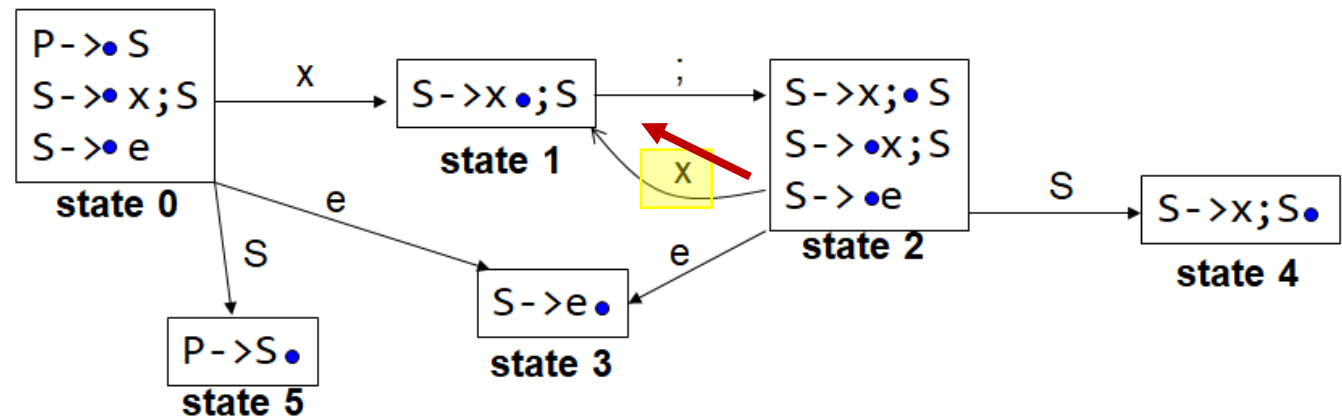 P->• S
S->• x;S
S->• e
state 0
x
S->x •;S
state 1
;
x
S->x;• S
S-> •x;S
S-> •e
state 2
S
S->x;S•
state 4
e
e
S
S->e •
state 3
P->S•
state 5